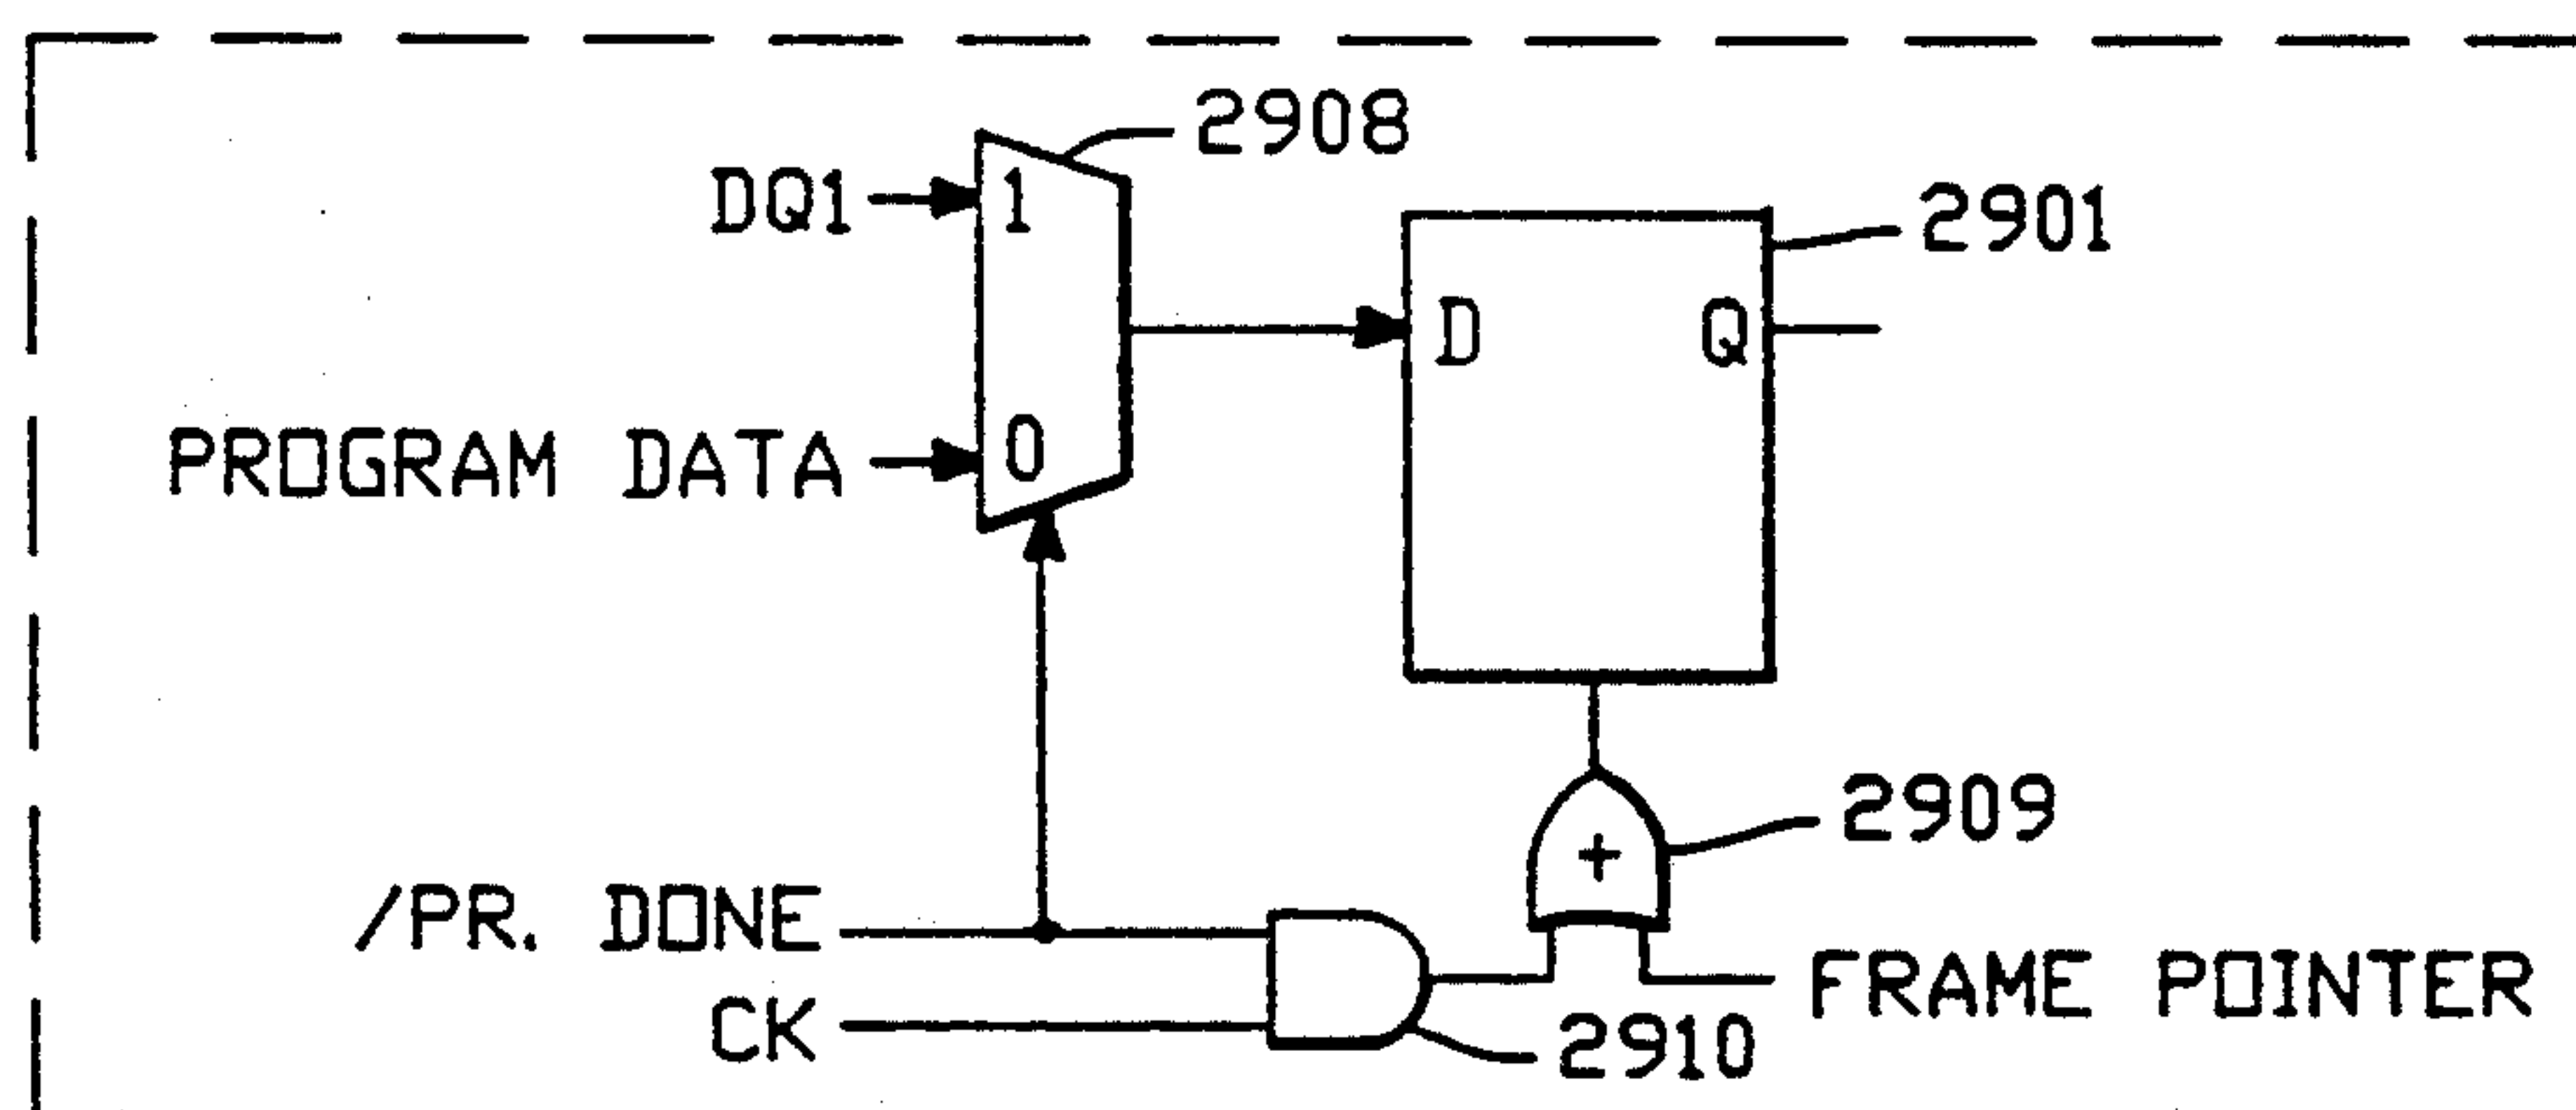 2908
DQ1
1
2901
D
Q
PROGRAM DATA
0
2909
+
/PR. DONE
FRAME POINTER
CK
2910